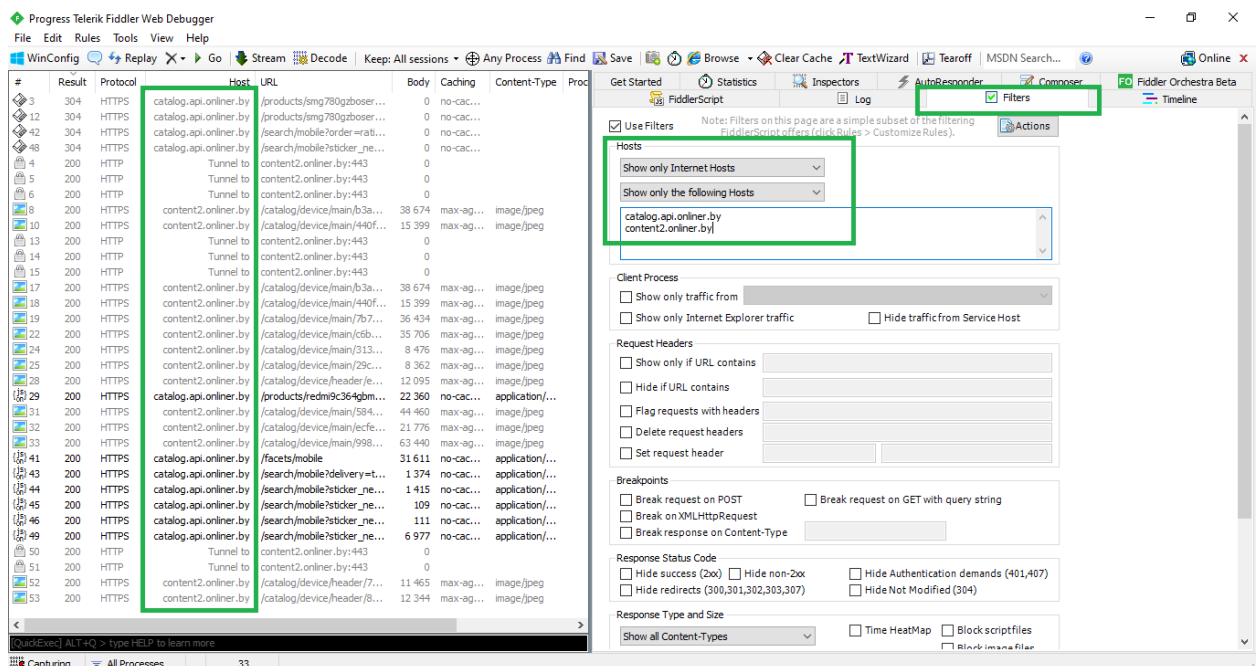 Progress Telerik Fiddler Web Debugger
File Edit Rules Tools View Help
WinConfig Replay Go Stream Decode Keep: All sessions Any Process Find Save Browse Clear Cache TextWizard Tearoff MSDN Search... Online X
# Result Protocol Host URL Body Caching Content-Type Proc
3 304 HTTPS catalog.api.onliner.by /products/smg780gzboser... 0 no-cac...
12 304 HTTPS catalog.api.onliner.by /products/smg780gzboser... 0 no-cac...
42 304 HTTPS catalog.api.onliner.by /search/mobile?order=rati... 0 no-cac...
48 304 HTTPS catalog.api.onliner.by /search/mobile?sticker_ne... 0 no-cac...
4 200 HTTP Tunnel to content2.onliner.by:443 0
5 200 HTTP Tunnel to content2.onliner.by:443 0
6 200 HTTP Tunnel to content2.onliner.by:443 0
8 200 HTTPS content2.onliner.by /catalog/device/main/b3a... 38 674 max-ag... image/jpeg
10 200 HTTPS content2.onliner.by /catalog/device/main/440f... 15 399 max-ag... image/jpeg
13 200 HTTP Tunnel to content2.onliner.by:443 0
14 200 HTTP Tunnel to content2.onliner.by:443 0
15 200 HTTP Tunnel to content2.onliner.by:443 0
17 200 HTTPS content2.onliner.by /catalog/device/main/b3a... 38 674 max-ag... image/jpeg
18 200 HTTPS content2.onliner.by /catalog/device/main/440f... 15 399 max-ag... image/jpeg
19 200 HTTPS content2.onliner.by /catalog/device/main/7b7... 36 434 max-ag... image/jpeg
22 200 HTTPS content2.onliner.by /catalog/device/main/c6b... 35 706 max-ag... image/jpeg
24 200 HTTPS content2.onliner.by /catalog/device/main/313... 8 476 max-ag... image/jpeg
25 200 HTTPS content2.onliner.by /catalog/device/main/29c... 8 362 max-ag... image/jpeg
28 200 HTTPS content2.onliner.by /catalog/device/header/e... 12 095 max-ag... image/jpeg
29 200 HTTPS catalog.api.onliner.by /products/redmi9c364gbm... 22 360 no-cac... application/...
31 200 HTTPS content2.onliner.by /catalog/device/main/584... 44 460 max-ag... image/jpeg
32 200 HTTPS content2.onliner.by /catalog/device/main/ecfe... 21 776 max-ag... image/jpeg
33 200 HTTPS content2.onliner.by /catalog/device/main/998... 63 440 max-ag... image/jpeg
41 200 HTTPS catalog.api.onliner.by /facets/mobile 31 611 no-cac... application/...
43 200 HTTPS catalog.api.onliner.by /search/mobile?delivery=t... 1 374 no-cac... application/...
44 200 HTTPS catalog.api.onliner.by /search/mobile?sticker_ne... 1 415 no-cac... application/...
45 200 HTTPS catalog.api.onliner.by /search/mobile?sticker_ne... 109 no-cac... application/...
46 200 HTTPS catalog.api.onliner.by /search/mobile?sticker_ne... 111 no-cac... application/...
49 200 HTTPS catalog.api.onliner.by /search/mobile?sticker_ne... 6 977 no-cac... application/...
50 200 HTTP Tunnel to content2.onliner.by:443 0
51 200 HTTP Tunnel to content2.onliner.by:443 0
52 200 HTTPS content2.onliner.by /catalog/device/header/7... 11 465 max-ag... image/jpeg
53 200 HTTPS content2.onliner.by /catalog/device/header/8... 12 344 max-ag... image/jpeg
[QuickExec] ALT+Q > type HELP to learn more
Capturing All Processes 33
Get Started Statistics Inspectors AutoResponder Composer FO Fiddler Orchestra Beta
FiddlerScript Log Filters Timeline
Use Filters
Note: Filters on this page are a simple subset of the filtering
FiddlerScript offers (click Rules > Customize Rules).
Actions
Hosts
Show only Internet Hosts
Show only the following Hosts
catalog.api.onliner.by
content2.onliner.by
Client Process
Show only traffic from
Show only Internet Explorer traffic Hide traffic from Service Host
Request Headers
Show only if URL contains
Hide if URL contains
Flag requests with headers
Delete request headers
Set request header
Breakpoints
Break request on POST Break request on GET with query string
Break on XMLHttpRequest
Break response on Content-Type
Response Status Code
Hide success (2xx) Hide non-2xx Hide Authentication demands (401,407)
Hide redirects (300,301,302,303,307) Hide Not Modified (304)
Response Type and Size
Show all Content-Types Time HeatMap Block script files
Block image files